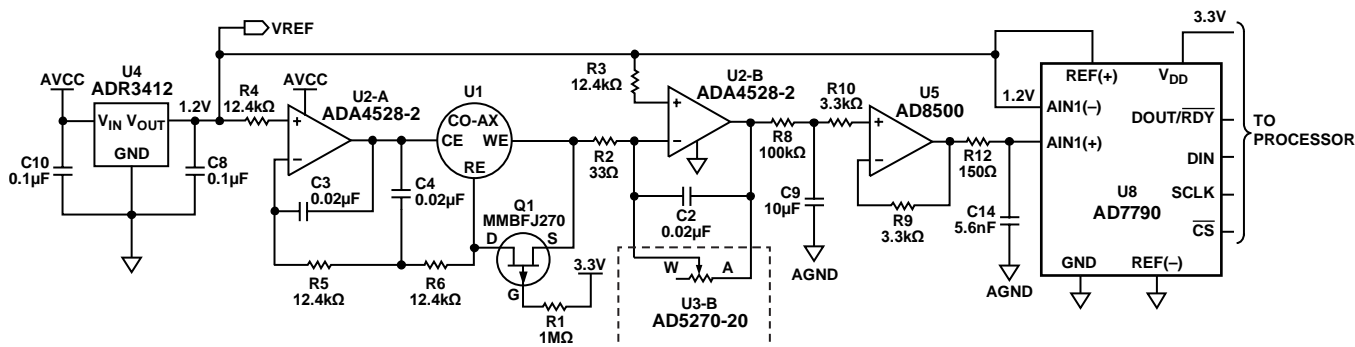 VREF
3.3V
AVCC
U4
ADR3412
1.2V
R4
12.4kΩ
AVCC
U2-A
ADA4528-2
U1
CO-AX
CE
WE
RE
R3
12.4kΩ
U2-B
ADA4528-2
R10
3.3kΩ
U5
AD8500
REF(+)
VDD
1.2V
AIN1(–)
DOUT/RDY
TO
PROCESSOR
VIN VOUT
GND
C10
0.1µF
C8
0.1µF
+
–
+
–
R2
33Ω
R8
100kΩ
+
–
R12
150Ω
AIN1(+)
DIN
C3
0.02µF
C4
0.02µF
Q1
MMBFJ270
D
S
G
C2
0.02µF
C9
10µF
R9
3.3kΩ
C14
5.6nF
U8
AD7790
SCLK
CS
R5
12.4kΩ
R6
12.4kΩ
3.3V
R1
1MΩ
W
A
U3-B
AD5270-20
AGND
AGND
GND
REF(–)